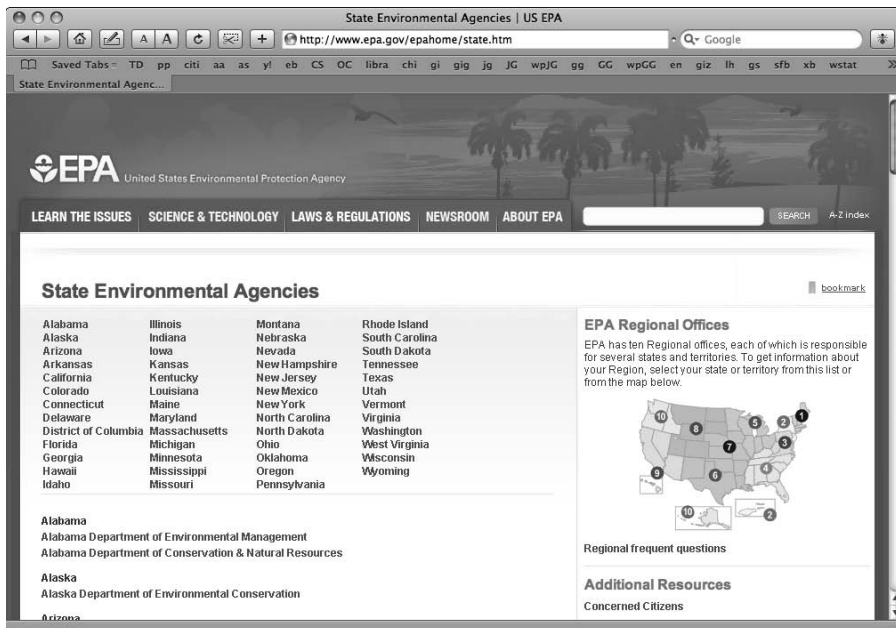 State Environmental Agencies | US EPA
A A + http://www.epa.gov/epahome/state.htm Google
Saved Tabs TD pp citi aa as y! eb CS OC libra chi gi gig jg JG wpJG gg GG wpGG en giz lh gs sfb xb wstat »
State Environmental Agenc...
EPA United States Environmental Protection Agency
LEARN THE ISSUES SCIENCE & TECHNOLOGY LAWS & REGULATIONS NEWSROOM ABOUT EPA SEARCH A-Z index
State Environmental Agencies
bookmark
Alabama Illinois Montana Rhode Island
Alaska Indiana Nebraska South Carolina
Arizona Iowa Nevada South Dakota
Arkansas Kansas New Hampshire Tennessee
California Kentucky New Jersey Texas
Colorado Louisiana New Mexico Utah
Connecticut Maine New York Vermont
Delaware Maryland North Carolina Virginia
District of Columbia Massachusetts North Dakota Washington
Florida Michigan Ohio West Virginia
Georgia Minnesota Oklahoma Wisconsin
Hawaii Mississippi Oregon Wyoming
Idaho Missouri Pennsylvania
Alabama
Alabama Department of Environmental Management
Alabama Department of Conservation & Natural Resources
Alaska
Alaska Department of Environmental Conservation
Arizona
EPA Regional Offices
EPA has ten Regional offices, each of which is responsible
for several states and territories. To get information about
your Region, select your state or territory from this list or
from the map below.
10 8 5 2 1
7 3
9 6 4
10 2
Regional frequent questions
Additional Resources
Concerned Citizens